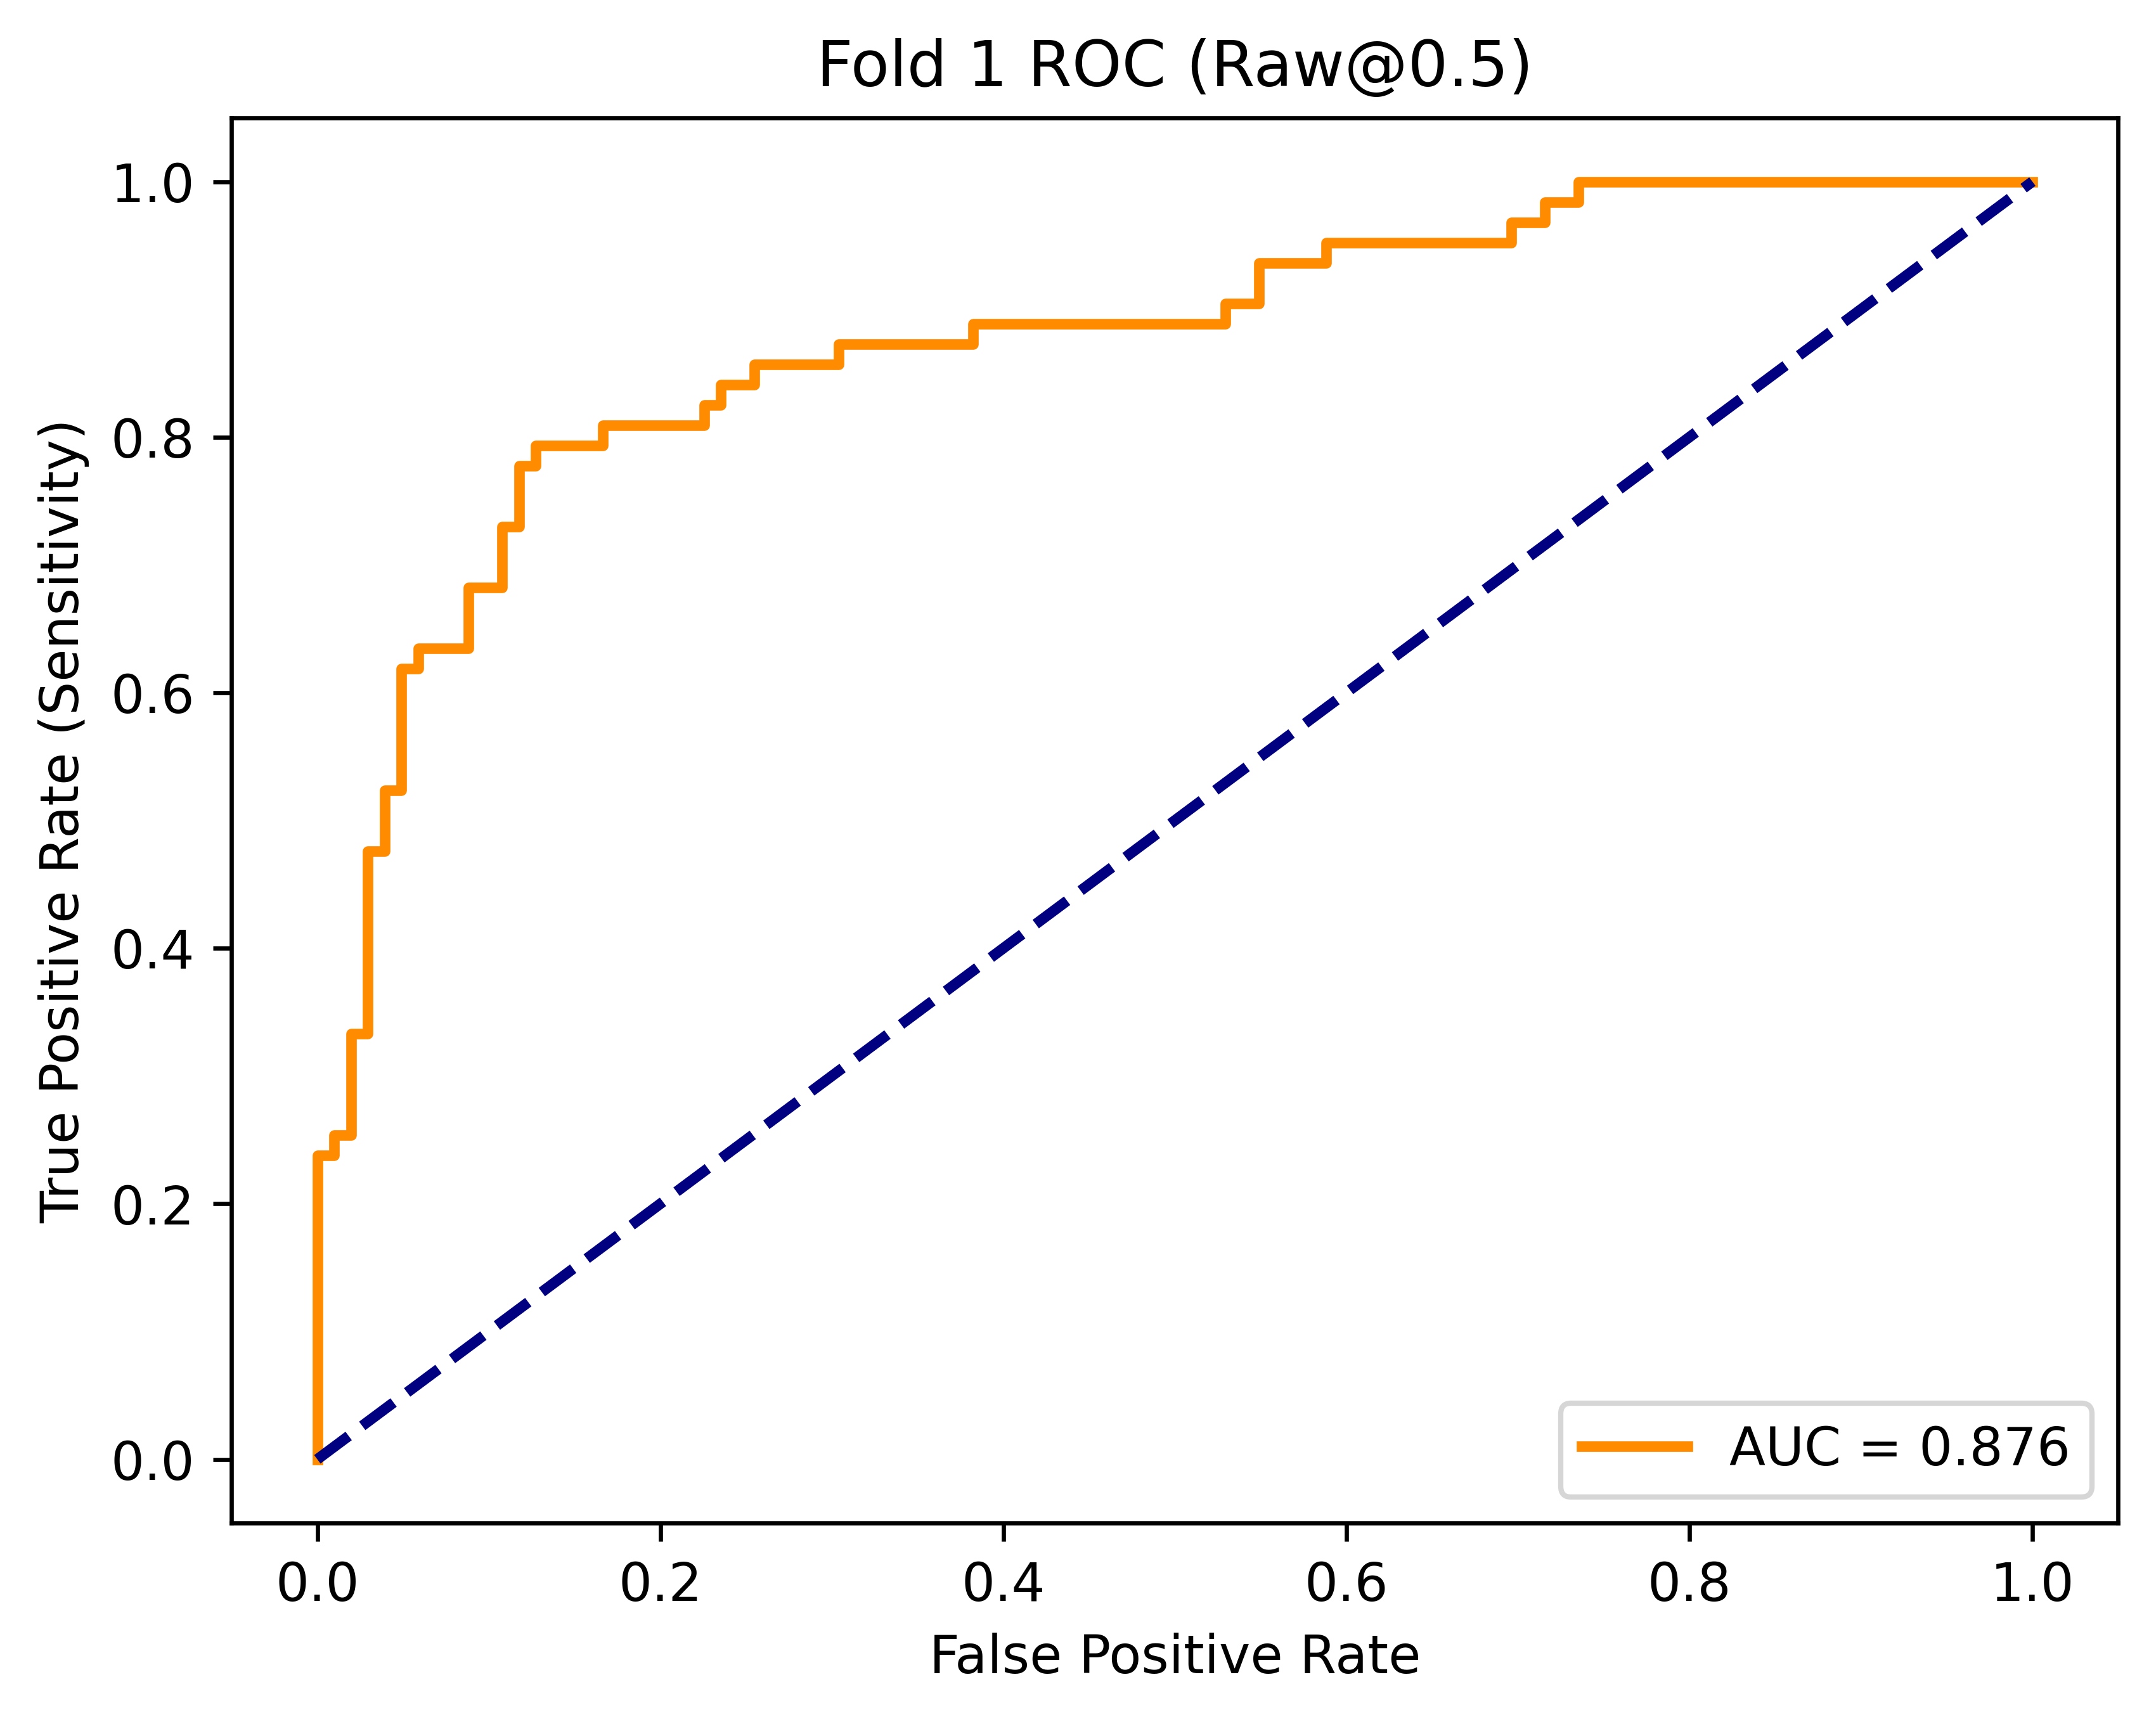 Fold 1 ROC (Raw@0.5)
True Positive Rate (Sensitivity)
1.0
0.8
0.6
0.4
0.2
0.0
AUC = 0.876
0.0 0.2 0.4 0.6 0.8 1.0
False Positive Rate